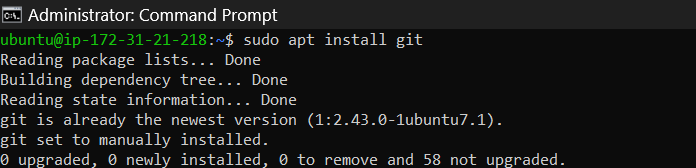 Administrator: Command Prompt
ubuntu@ip-172-31-21-218:~$ sudo apt install git
Reading package lists... Done
Building dependency tree... Done
Reading state information... Done
git is already the newest version (1:2.43.0-1ubuntu7.1).
git set to manually installed.
0 upgraded, 0 newly installed, 0 to remove and 58 not upgraded.